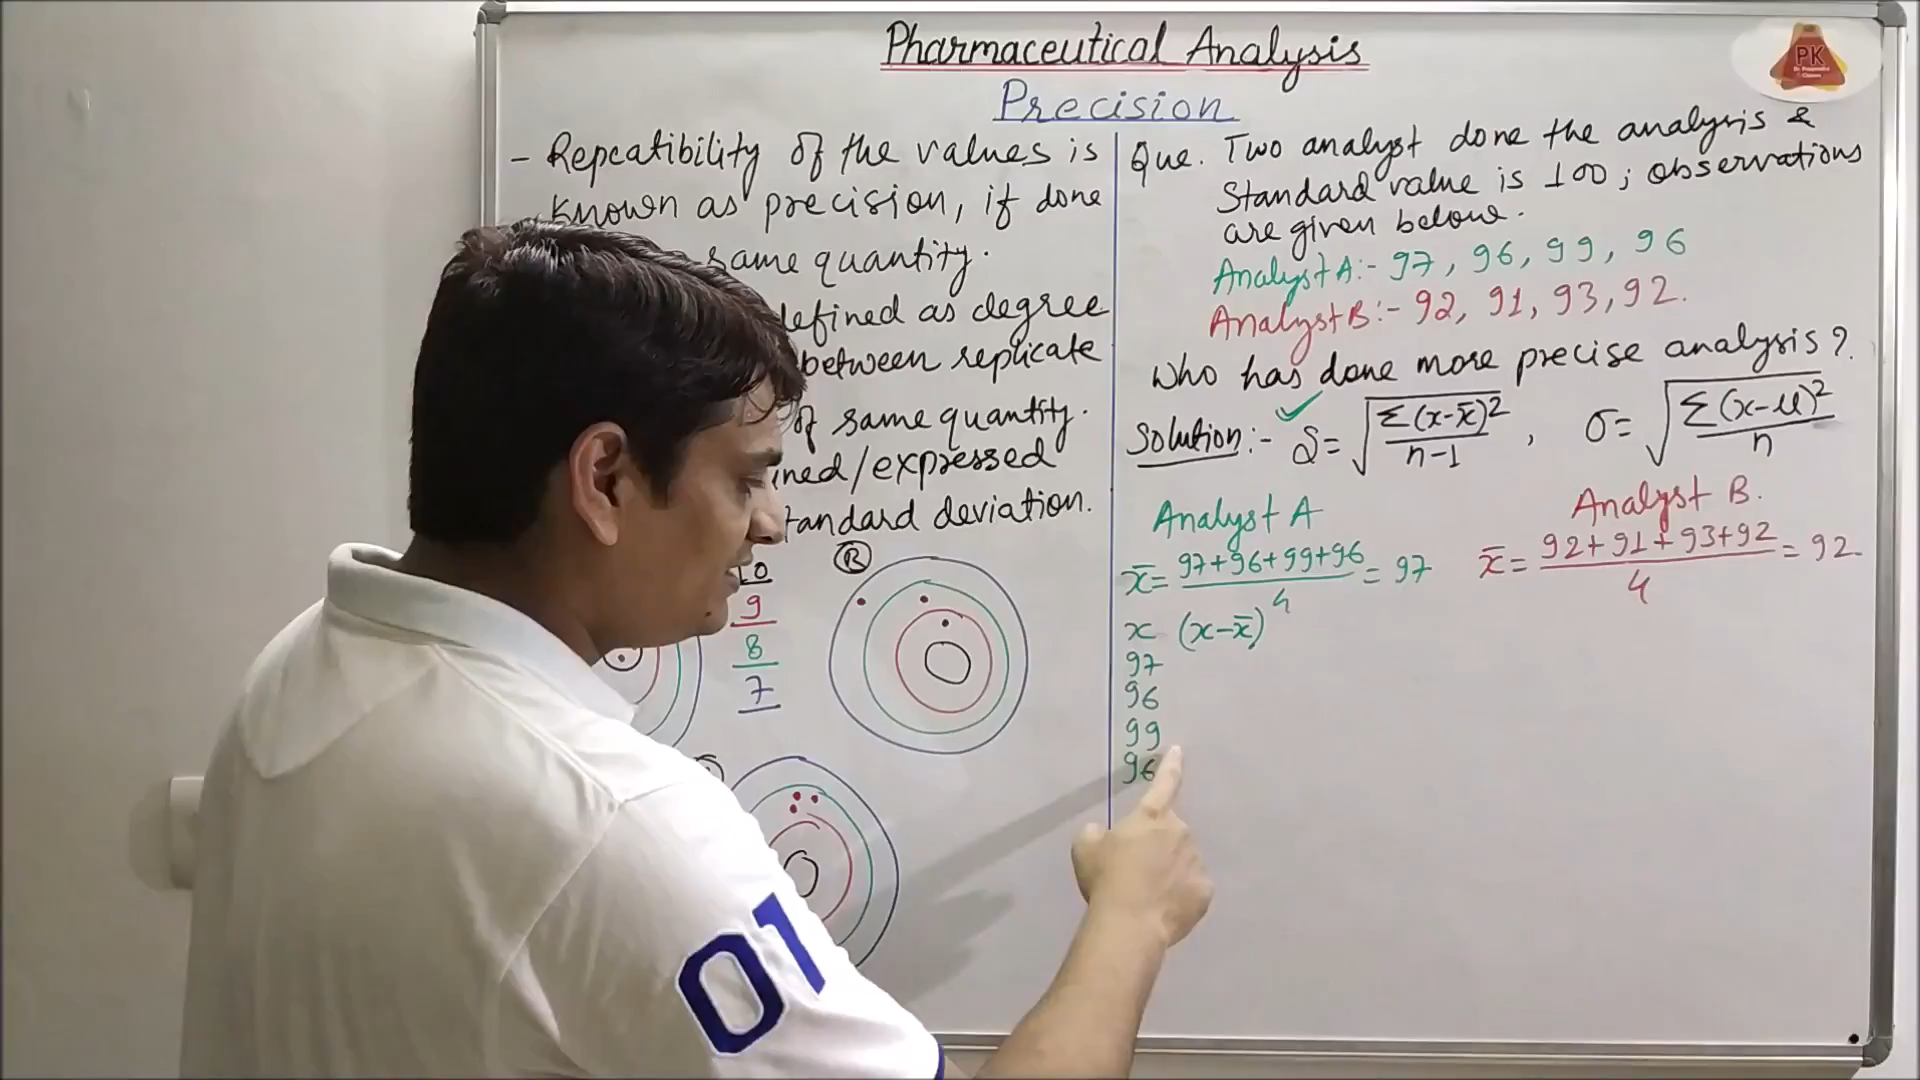 Pharmaceutical Analysis
PK
Precision
- Repeatibility of the values is
known as precision, if done
same quantity.
defined as degree
between replicate
of same quantity.
ined/expressed
tandard deviation.
10
9
8
7
R
Que. Two analyst done the analysis &
Standard value is 100; observations
are given below.
Analyst A:- 97, 96, 99, 96
Analyst B:- 92, 91, 93, 92.
Who has done more precise analysis?
Solution:- S= √Σ(x-x̄)²/n-1 , σ= √Σ(x-μ)²/n
Analyst A
x̄= 97+96+99+96/4 = 97
x (x-x̄)
97
96
99
96
Analyst B.
x̄= 92+91+93+92/4 = 92.
01